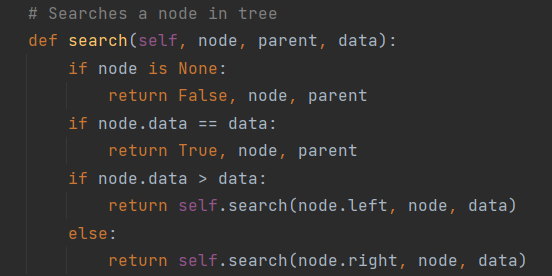 # Searches a node in tree
def search(self, node, parent, data):
    if node is None:
        return False, node, parent
    if node.data == data:
        return True, node, parent
    if node.data > data:
        return self.search(node.left, node, data)
    else:
        return self.search(node.right, node, data)